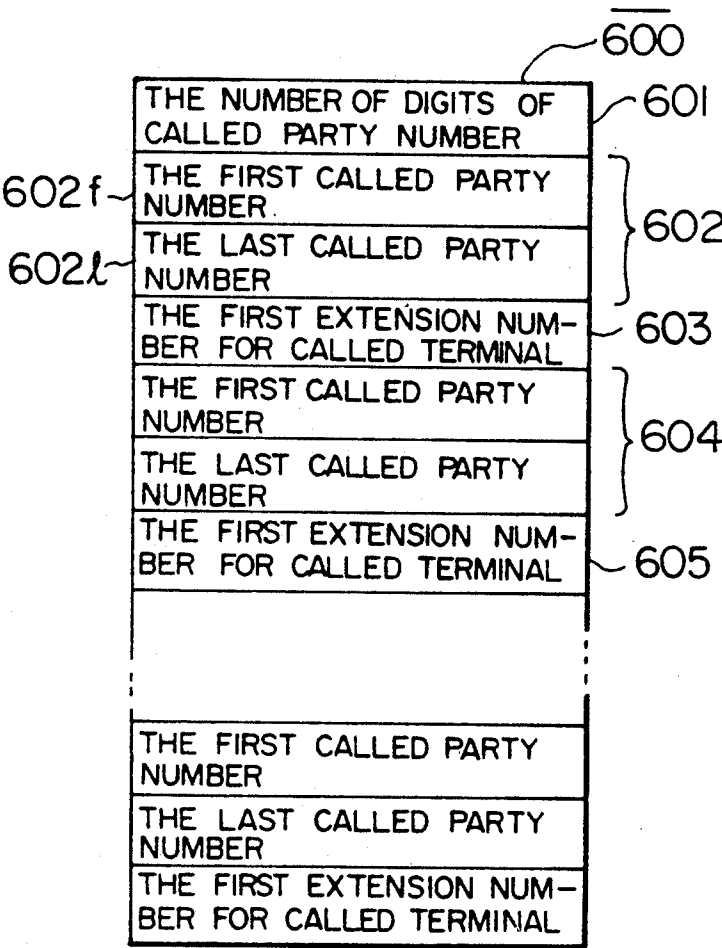 600
THE NUMBER OF DIGITS OF
CALLED PARTY NUMBER
601
602f
THE FIRST CALLED PARTY
NUMBER
602
602l
THE LAST CALLED PARTY
NUMBER
THE FIRST EXTENSION NUM-
BER FOR CALLED TERMINAL
603
THE FIRST CALLED PARTY
NUMBER
604
THE LAST CALLED PARTY
NUMBER
THE FIRST EXTENSION NUM-
BER FOR CALLED TERMINAL
605
THE FIRST CALLED PARTY
NUMBER
THE LAST CALLED PARTY
NUMBER
THE FIRST EXTENSION NUM-
BER FOR CALLED TERMINAL